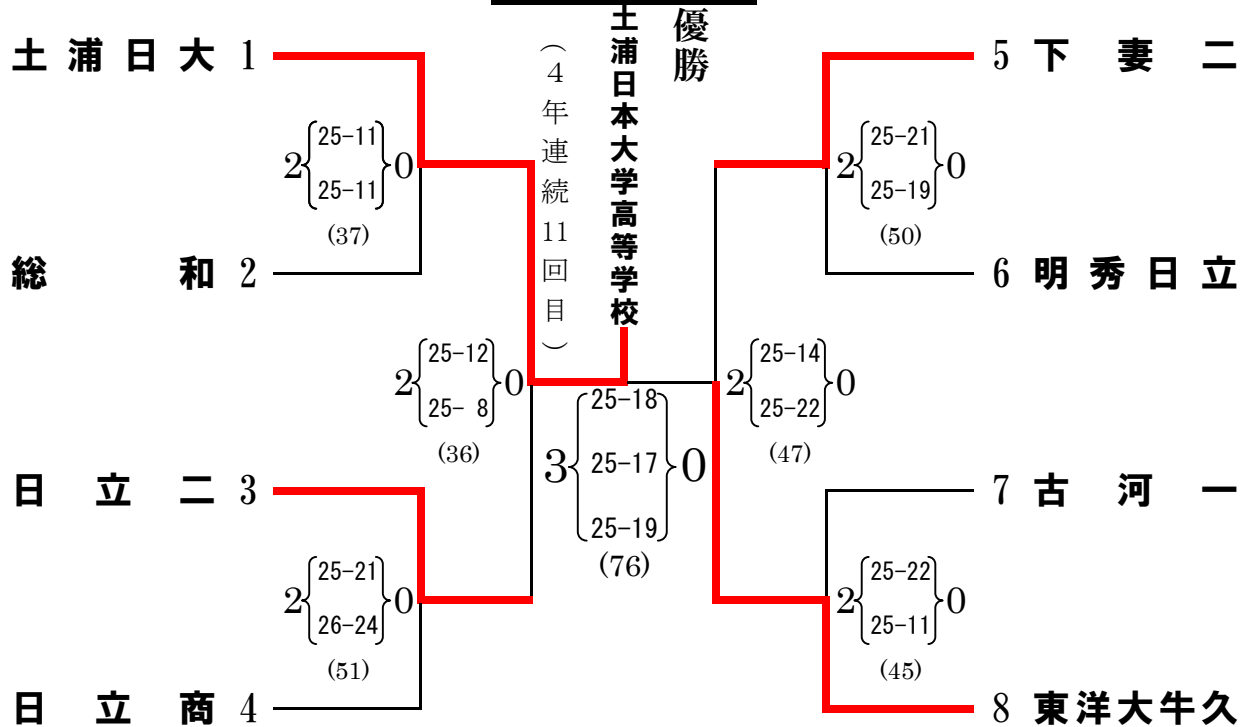 優勝
土浦日本大学高等学校
（4年連続11回目）
土浦日大 1
2 25-11 0
25-11
(37)
総和 2
2 25-12 0
25- 8
(36)
日立二 3
2 25-21 0
26-24
(51)
日立商 4
3 25-18 0
25-17
25-19
(76)
5 下妻二
2 25-21 0
25-19
(50)
6 明秀日立
2 25-14 0
25-22
(47)
7 古河一
2 25-22 0
25-11
(45)
8 東洋大牛久